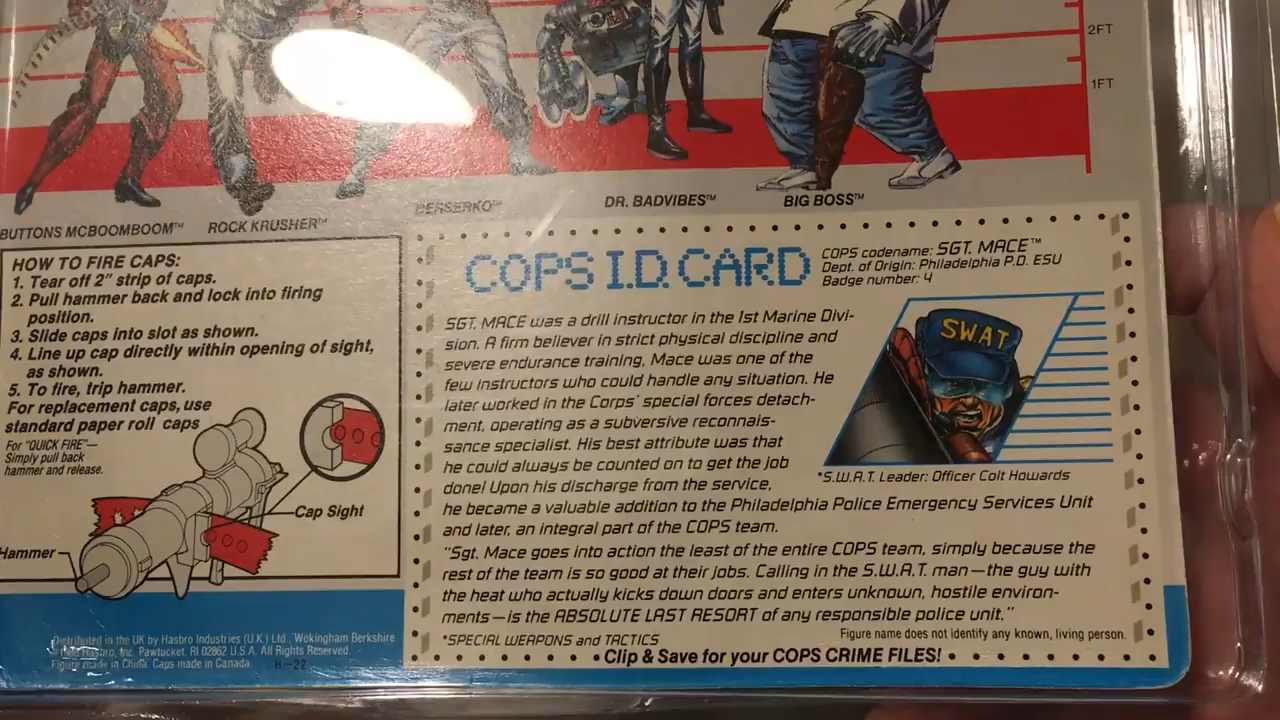 2FT
1FT
BUTTONS MCBOOMBOOM™
ROCK KRUSHER™
BERSERKO™
DR. BADVIBES™
BIG BOSS™
HOW TO FIRE CAPS:
1. Tear off 2" strip of caps.
2. Pull hammer back and lock into firing
position.
3. Slide caps into slot as shown.
4. Line up cap directly within opening of sight,
as shown.
5. To fire, trip hammer.
For replacement caps, use
standard paper roll caps
For "QUICK FIRE"—
Simply pull back
hammer and release.
Cap Sight
Hammer
COPS I.D. CARD
COPS codename: SGT. MACE™
Dept. of Origin: Philadelphia P.D. ESU
Badge number: 4
SWAT
SGT. MACE was a drill instructor in the 1st Marine Divi-
sion. A firm believer in strict physical discipline and
severe endurance training, Mace was one of the
few instructors who could handle any situation. He
later worked in the Corps' special forces detach-
ment, operating as a subversive reconnais-
sance specialist. His best attribute was that
he could always be counted on to get the job
done! Upon his discharge from the service,
he became a valuable addition to the Philadelphia Police Emergency Services Unit
and later, an integral part of the COPS team.
*S.W.A.T. Leader: Officer Colt Howards
"Sgt. Mace goes into action the least of the entire COPS team, simply because the
rest of the team is so good at their jobs. Calling in the S.W.A.T. man—the guy with
the heat who actually kicks down doors and enters unknown, hostile environ-
ments—is the ABSOLUTE LAST RESORT of any responsible police unit."
*SPECIAL WEAPONS and TACTICS
Figure name does not identify any known, living person.
Clip & Save for your COPS CRIME FILES!
Distributed in the UK by Hasbro Industries (U.K.) Ltd., Wokingham Berkshire
Hasbro, Inc. Pawtucket, RI 02862 U.S.A. All Rights Reserved.
Figure made in China. Caps made in Canada. H-22